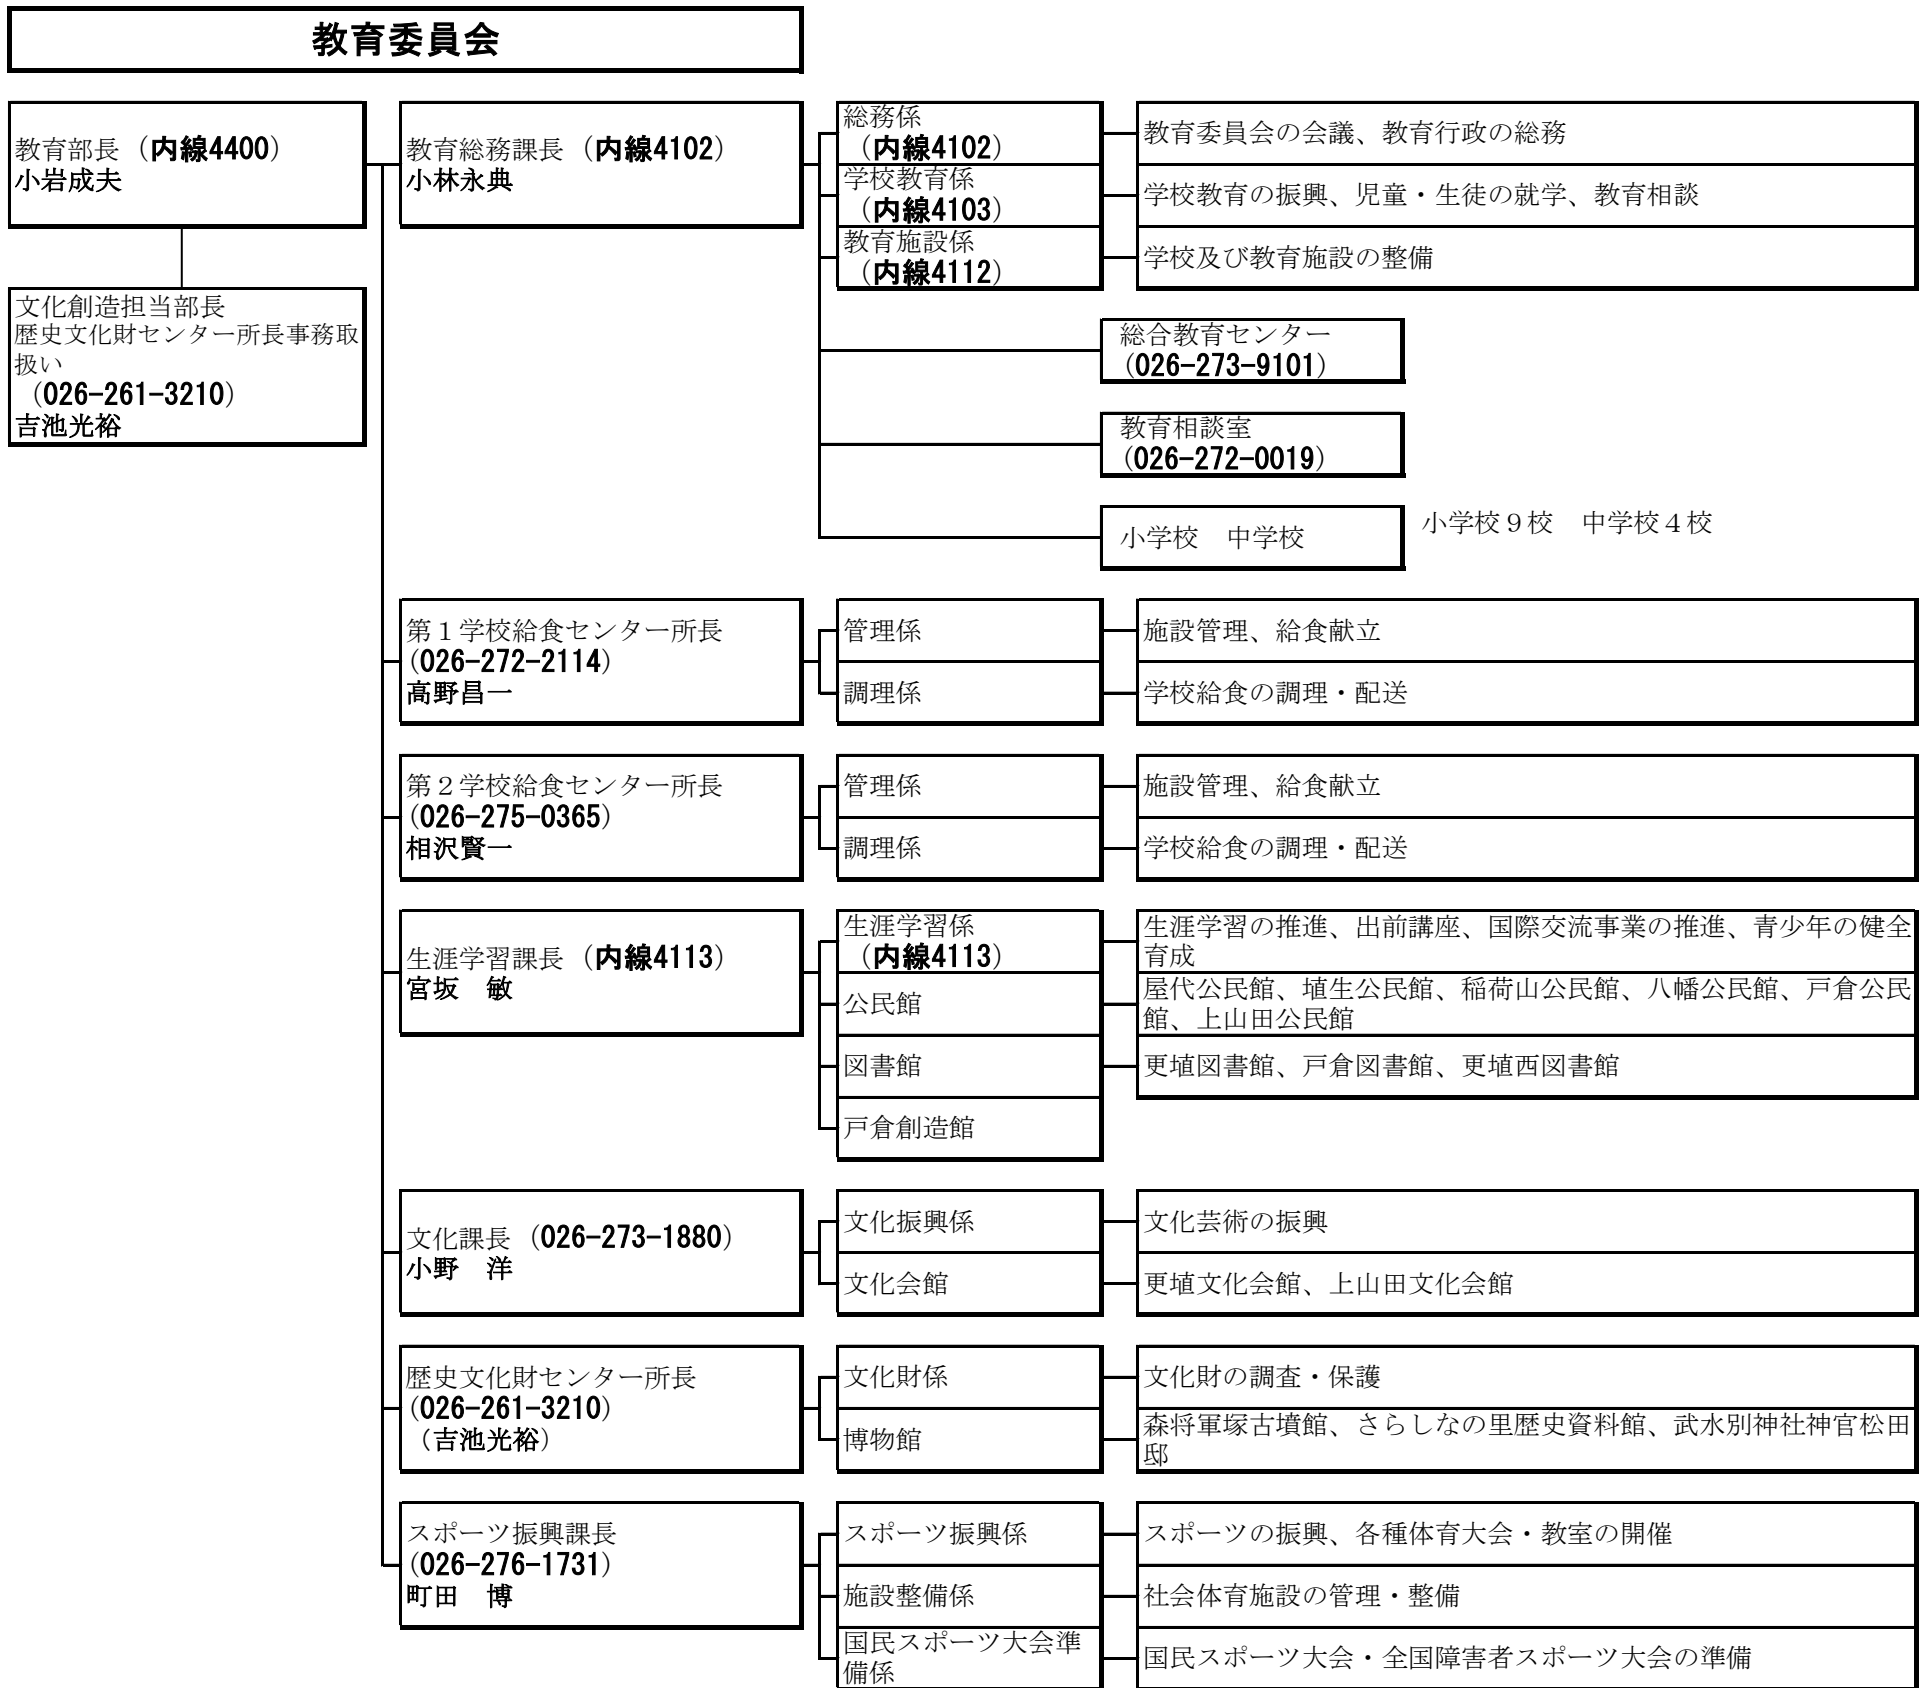 教育委員会
教育部長（内線4400）
小岩成夫
文化創造担当部長
歴史文化財センター所長事務取
扱い
（026-261-3210）
吉池光裕
教育総務課長（内線4102）
小林永典
総務係
（内線4102）
教育委員会の会議、教育行政の総務
学校教育係
（内線4103）
学校教育の振興、児童・生徒の就学、教育相談
教育施設係
（内線4112）
学校及び教育施設の整備
総合教育センター
（026-273-9101）
教育相談室
（026-272-0019）
小学校　中学校
小学校９校　中学校４校
第１学校給食センター所長
（026-272-2114）
高野昌一
管理係
施設管理、給食献立
調理係
学校給食の調理・配送
第２学校給食センター所長
（026-275-0365）
相沢賢一
管理係
施設管理、給食献立
調理係
学校給食の調理・配送
生涯学習課長（内線4113）
宮坂　敏
生涯学習係
（内線4113）
生涯学習の推進、出前講座、国際交流事業の推進、青少年の健全
育成
公民館
屋代公民館、埴生公民館、稲荷山公民館、八幡公民館、戸倉公民
館、上山田公民館
図書館
更埴図書館、戸倉図書館、更埴西図書館
戸倉創造館
文化課長（026-273-1880）
小野　洋
文化振興係
文化芸術の振興
文化会館
更埴文化会館、上山田文化会館
歴史文化財センター所長
（026-261-3210）
（吉池光裕）
文化財係
文化財の調査・保護
博物館
森将軍塚古墳館、さらしなの里歴史資料館、武水別神社神官松田
邸
スポーツ振興課長
（026-276-1731）
町田　博
スポーツ振興係
スポーツの振興、各種体育大会・教室の開催
施設整備係
社会体育施設の管理・整備
国民スポーツ大会準
備係
国民スポーツ大会・全国障害者スポーツ大会の準備